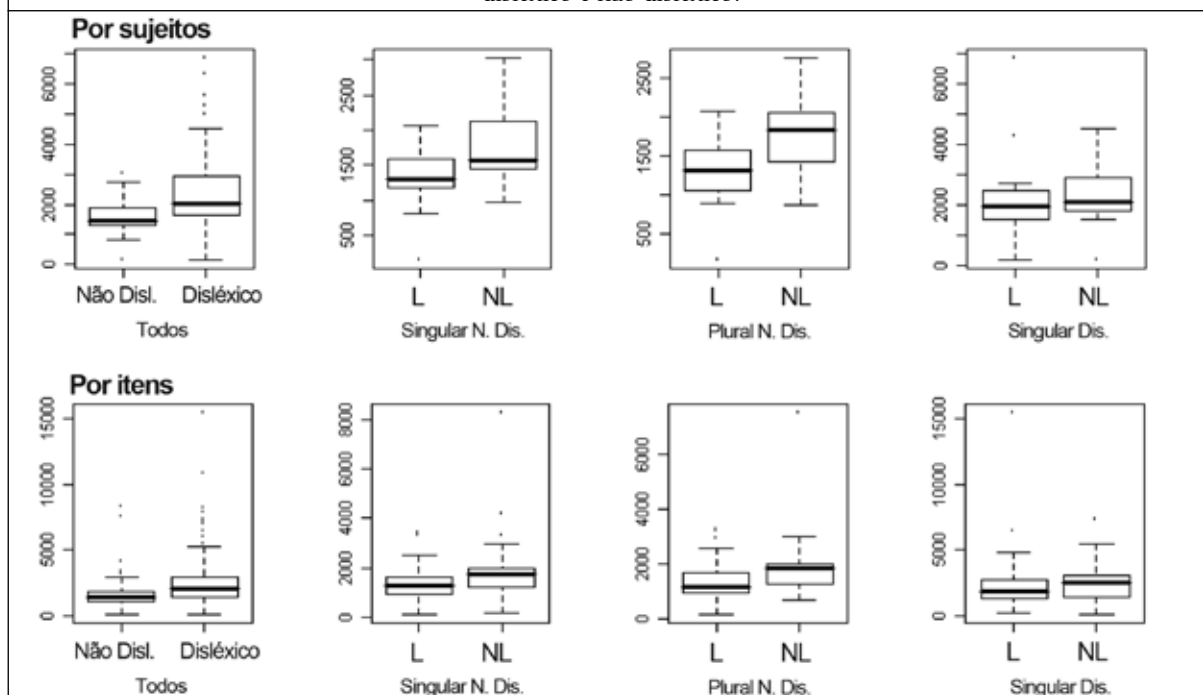 Por sujeitos
0 2000 4000 6000
500 1500 2500
500 1500 2500
0 2000 4000 6000
Não Disl. Disléxico L NL L NL L NL
Todos Singular N. Dis. Plural N. Dis. Singular Dis.
Por itens
0 5000 10000 15000
0 2000 4000 6000 8000
0 2000 4000 6000
0 5000 10000 15000
Não Disl. Disléxico L NL L NL L NL
Todos Singular N. Dis. Plural N. Dis. Singular Dis.